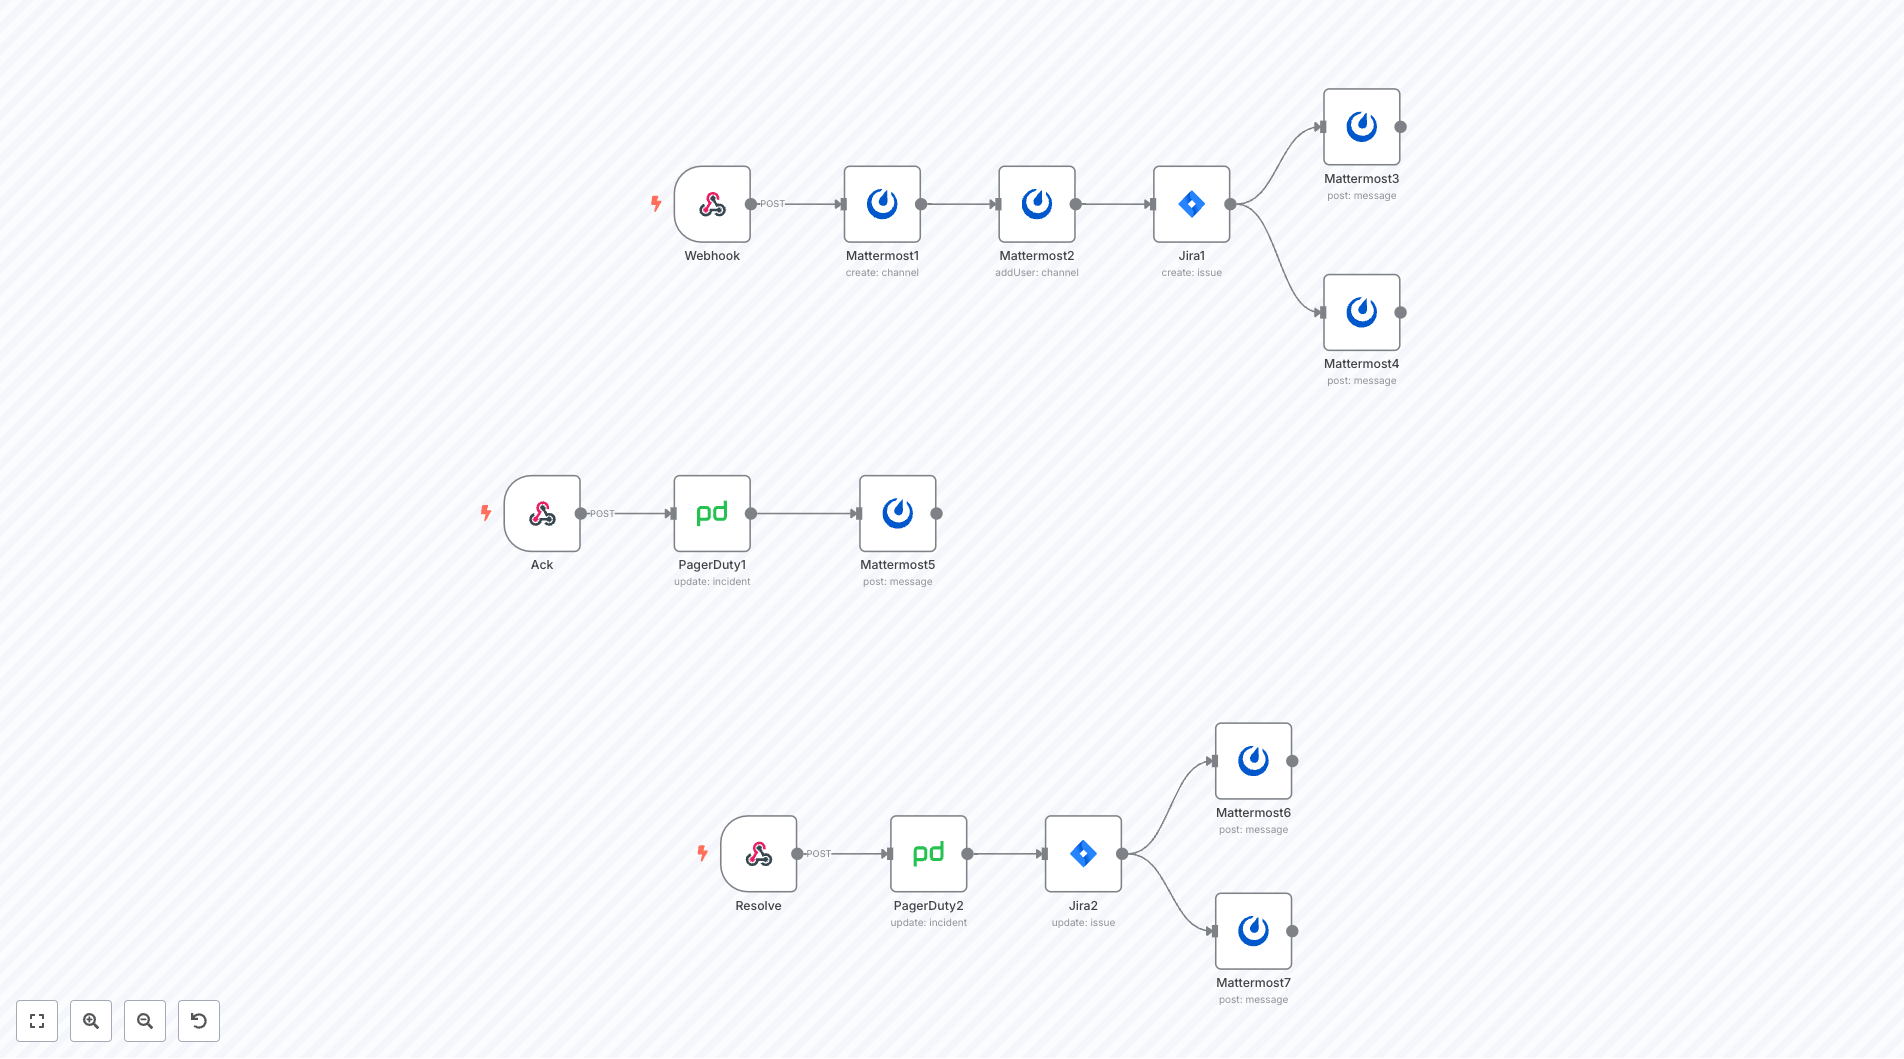 Mattermost3
post: message
POST
Webhook
Mattermost1
create: channel
Mattermost2
addUser: channel
Jira1
create: issue
Mattermost4
post: message
POST
Ack
pd
PagerDuty1
update: incident
Mattermost5
post: message
Mattermost6
post: message
POST
Resolve
pd
PagerDuty2
update: incident
Jira2
update: issue
Mattermost7
post: message